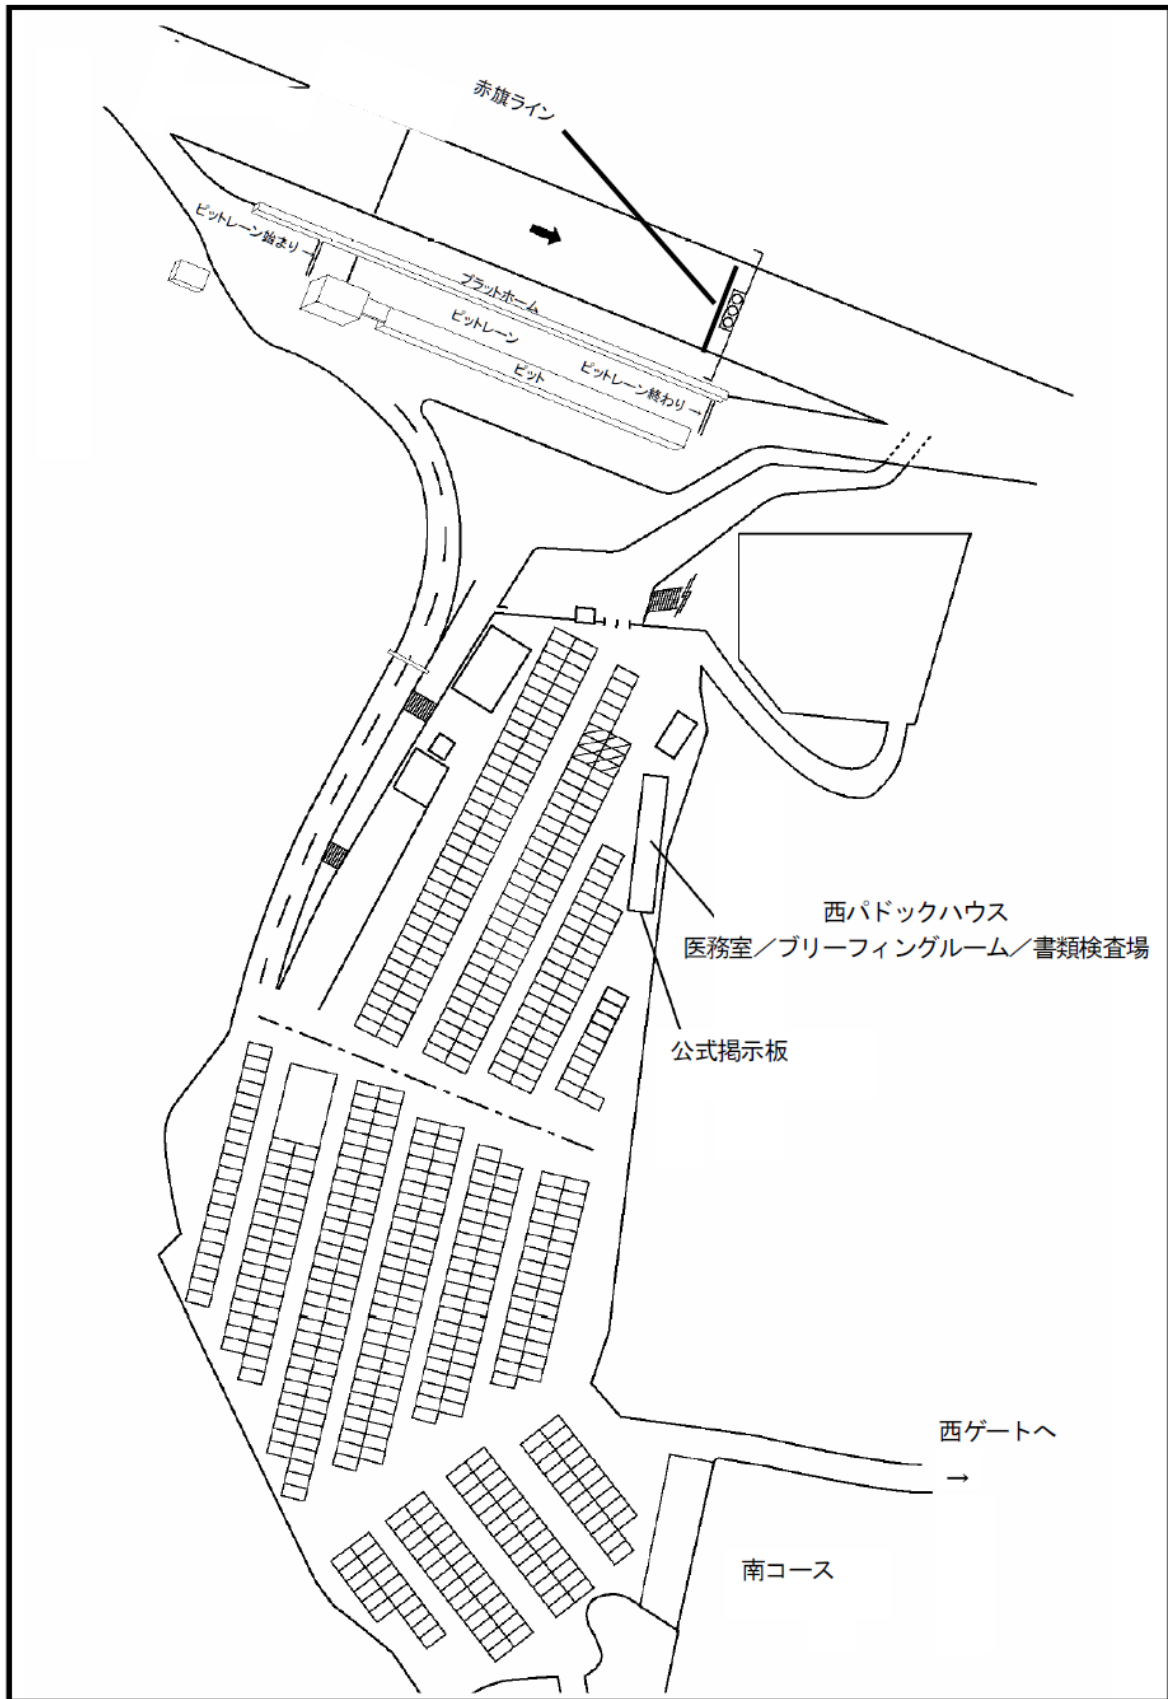 赤旗ライン
ピットレーン始まり→
プラットホーム
ピットレーン
ピット
ピットレーン終わり→
西パドックハウス
医務室／ブリーフィングルーム／書類検査場
公式掲示板
西ゲートへ
→
南コース